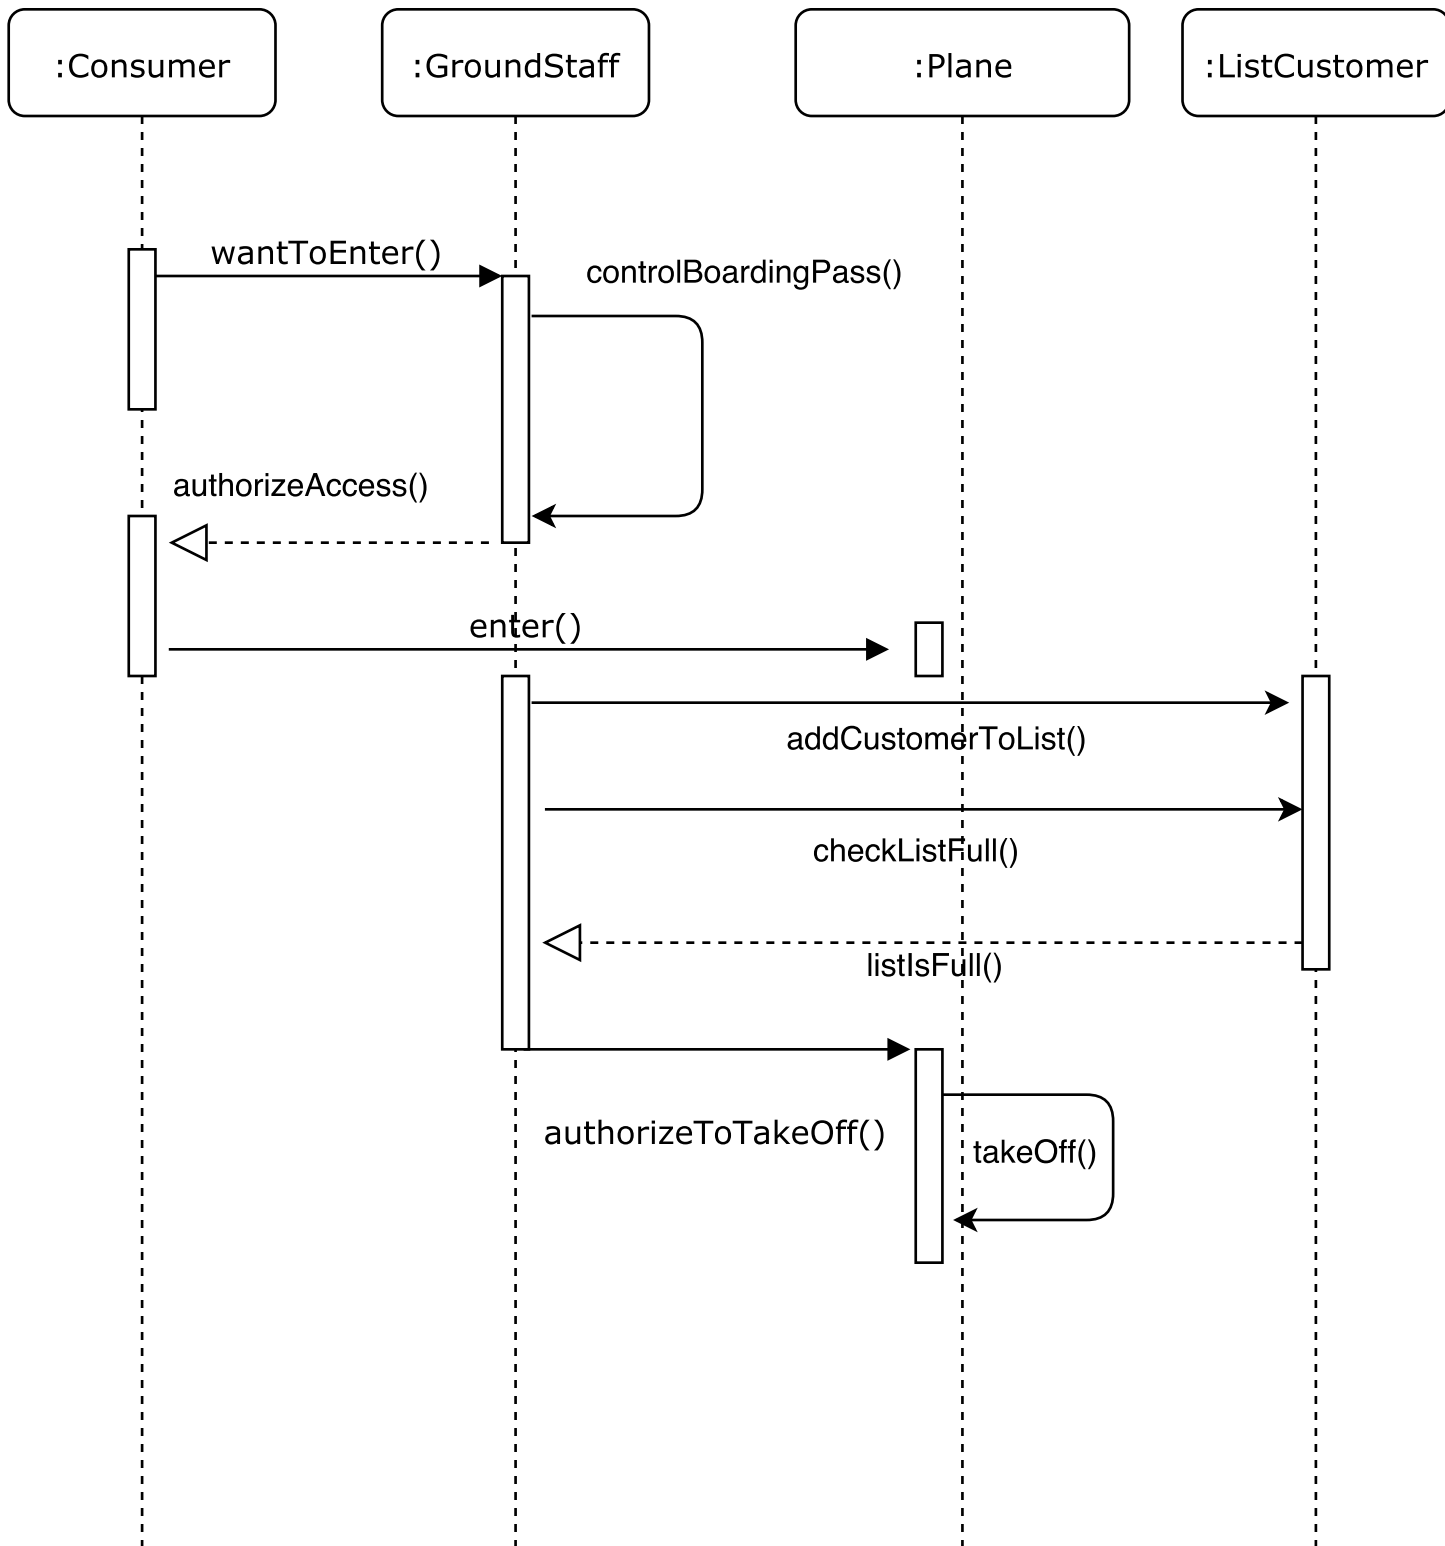 :Consumer
:GroundStaff
:Plane
:ListCustomer
wantToEnter()
controlBoardingPass()
authorizeAccess()
enter()
addCustomerToList()
checkListFull()
listIsFull()
authorizeToTakeOff()
takeOff()